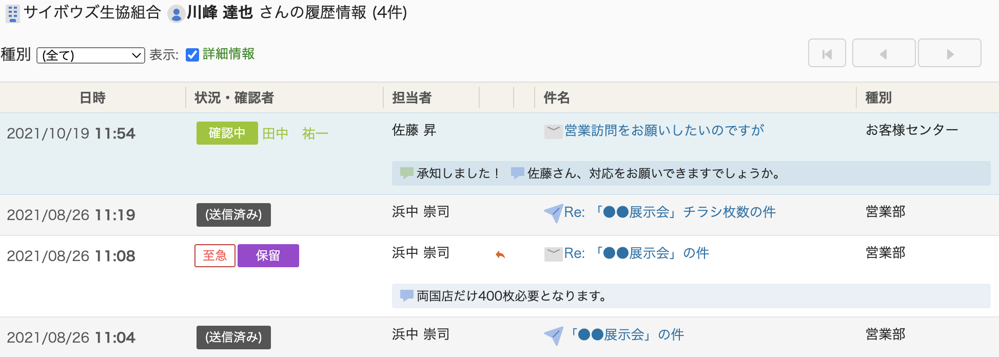 サイボウズ生協組合 川峰 達也 さんの履歴情報 (4件)
種別 (全て) 表示: 詳細情報
日時 状況・確認者 担当者 件名 種別
2021/10/19 11:54 確認中 田中　祐一 佐藤 昇 営業訪問をお願いしたいのですが お客様センター
承知しました！ 佐藤さん、対応をお願いできますでしょうか。
2021/08/26 11:19 (送信済み) 浜中 崇司 Re: 「●●展示会」チラシ枚数の件 営業部
2021/08/26 11:08 至急 保留 浜中 崇司 Re: 「●●展示会」の件 営業部
両国店だけ400枚必要となります。
2021/08/26 11:04 (送信済み) 浜中 崇司 「●●展示会」の件 営業部